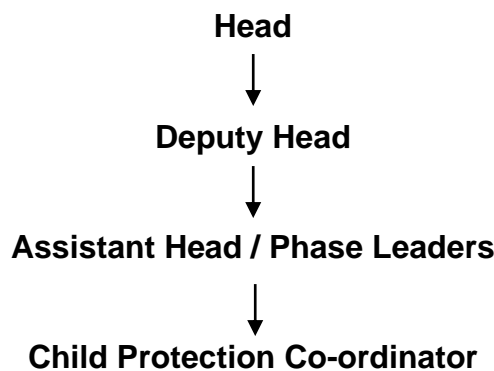 Head
Deputy Head
Assistant Head / Phase Leaders
Child Protection Co-ordinator